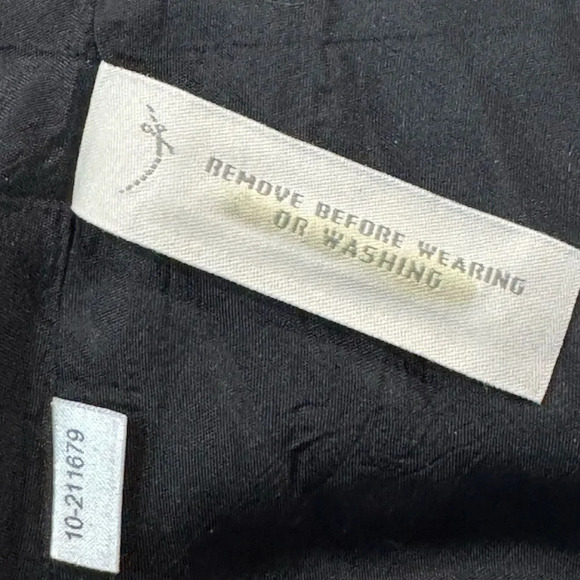 REMOVE BEFORE WEARING
OR WASHING
10-211679